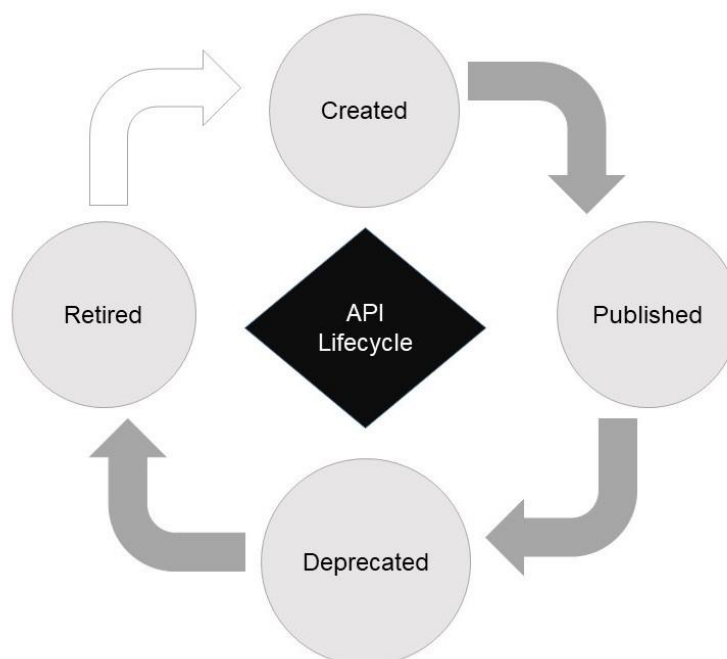 Created
Retired
API
Lifecycle
Published
Deprecated